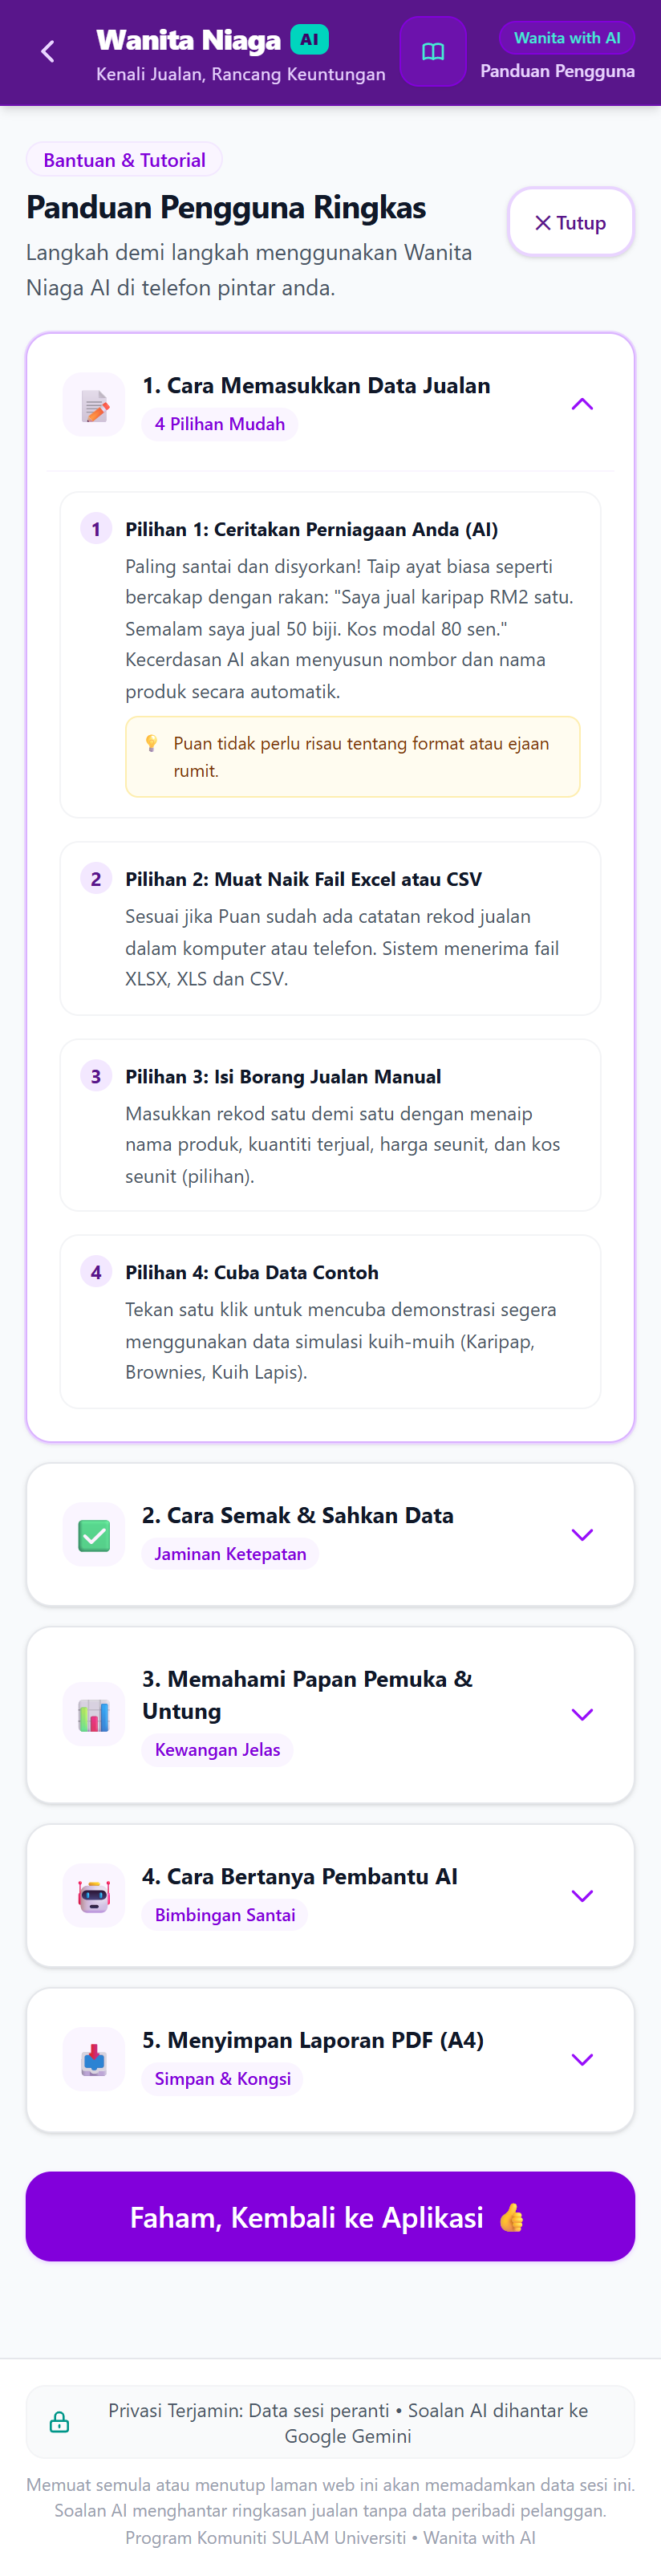 Wanita Niaga AI
Kenali Jualan, Rancang Keuntungan
Wanita with AI
Panduan Pengguna
Bantuan & Tutorial
Panduan Pengguna Ringkas
Tutup
Langkah demi langkah menggunakan Wanita
Niaga AI di telefon pintar anda.
1. Cara Memasukkan Data Jualan
4 Pilihan Mudah
1
Pilihan 1: Ceritakan Perniagaan Anda (AI)
Paling santai dan disyorkan! Taip ayat biasa seperti
bercakap dengan rakan: "Saya jual karipap RM2 satu.
Semalam saya jual 50 biji. Kos modal 80 sen."
Kecerdasan AI akan menyusun nombor dan nama
produk secara automatik.
Puan tidak perlu risau tentang format atau ejaan
rumit.
2
Pilihan 2: Muat Naik Fail Excel atau CSV
Sesuai jika Puan sudah ada catatan rekod jualan
dalam komputer atau telefon. Sistem menerima fail
XLSX, XLS dan CSV.
3
Pilihan 3: Isi Borang Jualan Manual
Masukkan rekod satu demi satu dengan menaip
nama produk, kuantiti terjual, harga seunit, dan kos
seunit (pilihan).
4
Pilihan 4: Cuba Data Contoh
Tekan satu klik untuk mencuba demonstrasi segera
menggunakan data simulasi kuih-muih (Karipap,
Brownies, Kuih Lapis).
2. Cara Semak & Sahkan Data
Jaminan Ketepatan
3. Memahami Papan Pemuka &
Untung
Kewangan Jelas
4. Cara Bertanya Pembantu AI
Bimbingan Santai
5. Menyimpan Laporan PDF (A4)
Simpan & Kongsi
Faham, Kembali ke Aplikasi 👍
Privasi Terjamin: Data sesi peranti • Soalan AI dihantar ke
Google Gemini
Memuat semula atau menutup laman web ini akan memadamkan data sesi ini.
Soalan AI menghantar ringkasan jualan tanpa data peribadi pelanggan.
Program Komuniti SULAM Universiti • Wanita with AI